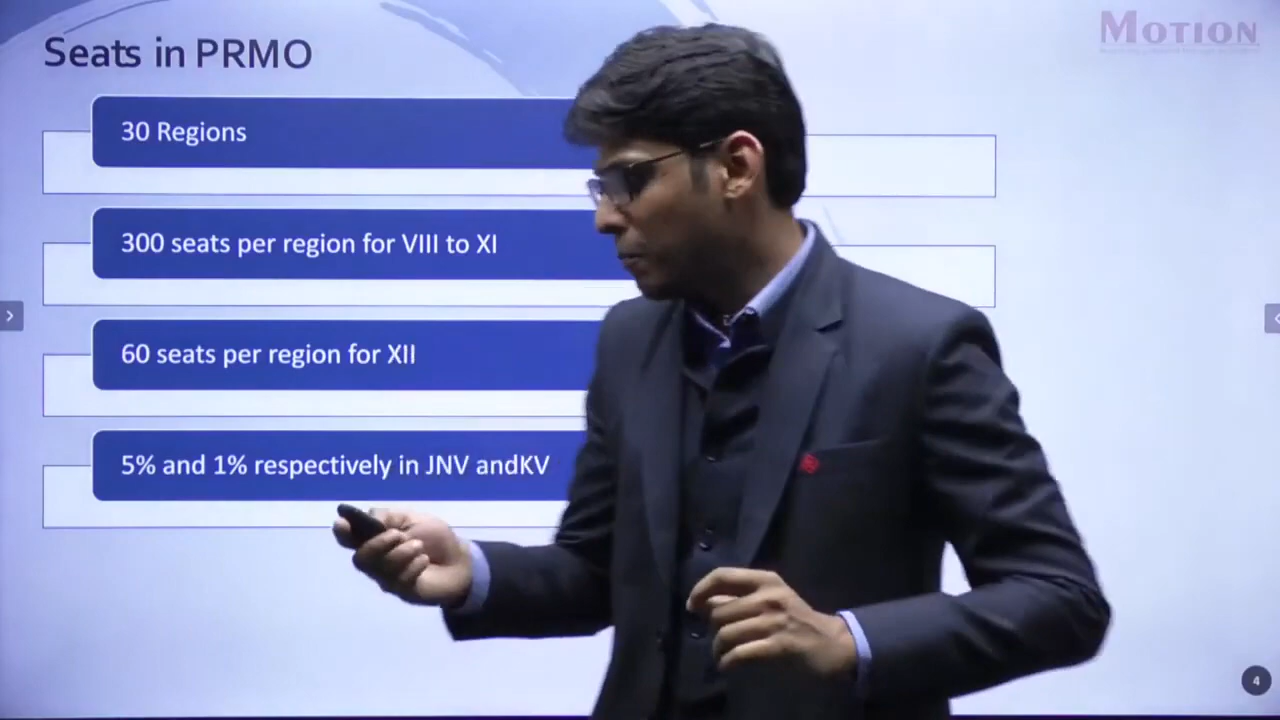 Seats in PRMO
MOTION
30 Regions
300 seats per region for VIII to XI
60 seats per region for XII
5% and 1% respectively in JNV andKV
4